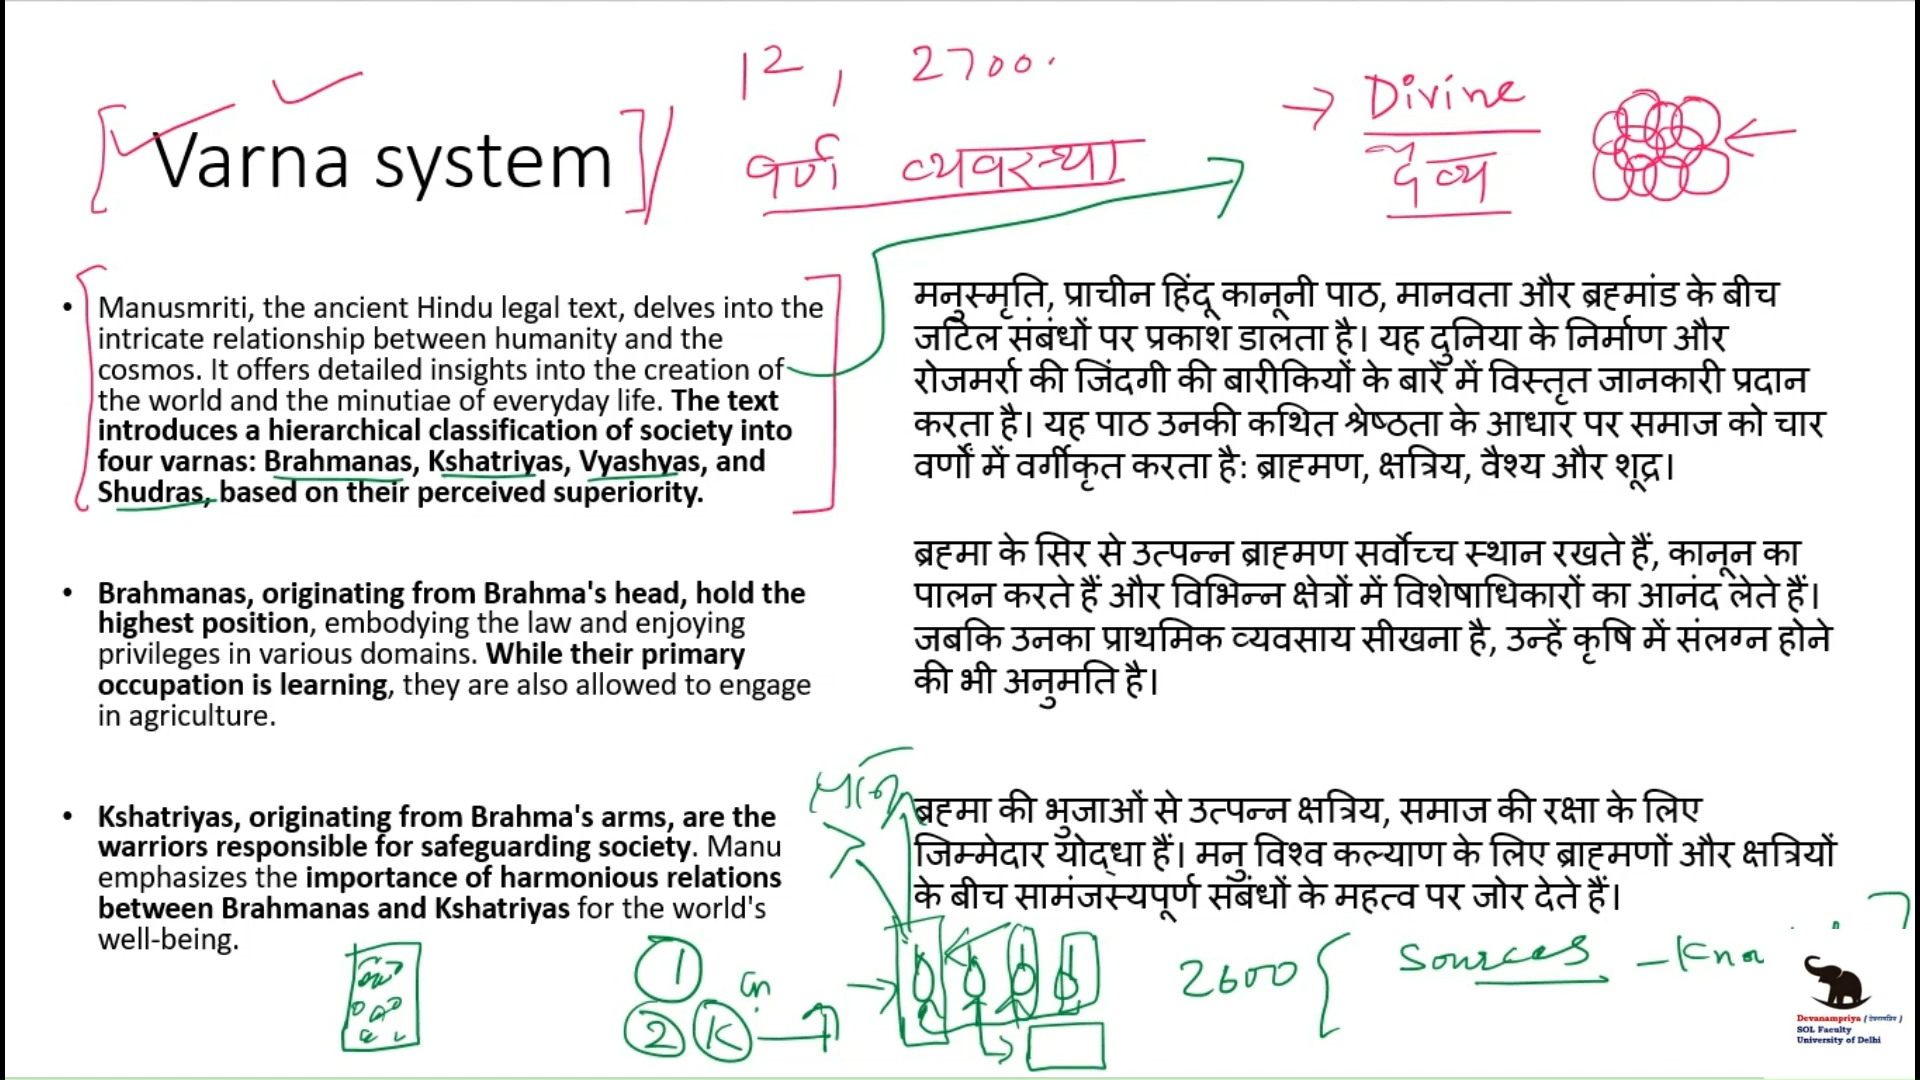 12, 2700.
→ Divine
Varna system
वर्ण व्यवस्था
दैव्य
• Manusmriti, the ancient Hindu legal text, delves into the
intricate relationship between humanity and the
cosmos. It offers detailed insights into the creation of
the world and the minutiae of everyday life. The text
introduces a hierarchical classification of society into
four varnas: Brahmanas, Kshatriyas, Vyashyas, and
Shudras, based on their perceived superiority.
मनुस्मृति, प्राचीन हिंदू कानूनी पाठ, मानवता और ब्रह्मांड के बीच
जटिल संबंधों पर प्रकाश डालता है। यह दुनिया के निर्माण और
रोजमर्रा की जिंदगी की बारीकियों के बारे में विस्तृत जानकारी प्रदान
करता है। यह पाठ उनकी कथित श्रेष्ठता के आधार पर समाज को चार
वर्णों में वर्गीकृत करता है: ब्राह्मण, क्षत्रिय, वैश्य और शूद्र।
• Brahmanas, originating from Brahma's head, hold the
highest position, embodying the law and enjoying
privileges in various domains. While their primary
occupation is learning, they are also allowed to engage
in agriculture.
ब्रह्मा के सिर से उत्पन्न ब्राह्मण सर्वोच्च स्थान रखते हैं, कानून का
पालन करते हैं और विभिन्न क्षेत्रों में विशेषाधिकारों का आनंद लेते हैं।
जबकि उनका प्राथमिक व्यवसाय सीखना है, उन्हें कृषि में संलग्न होने
की भी अनुमति है।
• Kshatriyas, originating from Brahma's arms, are the
warriors responsible for safeguarding society. Manu
emphasizes the importance of harmonious relations
between Brahmanas and Kshatriyas for the world's
well-being.
ब्रह्मा की भुजाओं से उत्पन्न क्षत्रिय, समाज की रक्षा के लिए
जिम्मेदार योद्धा हैं। मनु विश्व कल्याण के लिए ब्राह्मणों और क्षत्रियों
के बीच सामंजस्यपूर्ण संबंधों के महत्व पर जोर देते हैं।
1
2 K
2600 { Sources
Devanampriya ( देवनामप्रिय )
SOL Faculty
University of Delhi